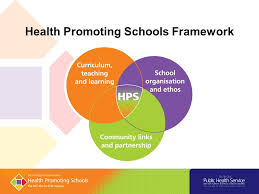 Health Promoting Schools Framework
Curriculum,
teaching
and learning
School
organisation
and ethos
HPS
Community links
and partnership
Health Promoting Schools
Public Health Service